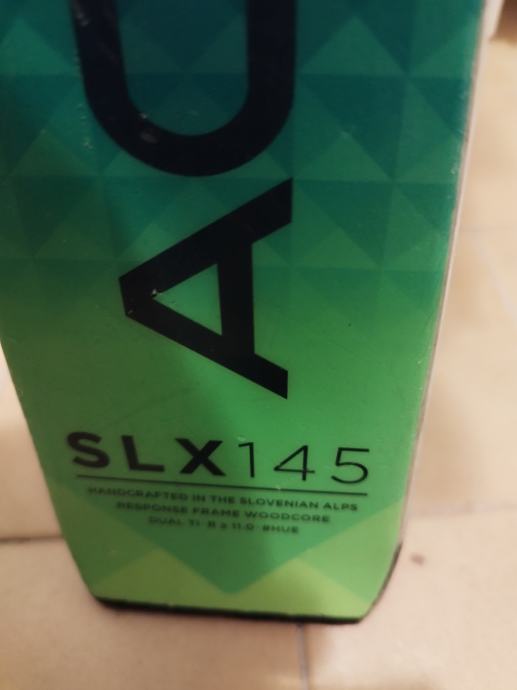 A
SLX145
HANDCRAFTED IN THE SLOVENIAN ALPS
RESPONSE FRAME WOODCORE
DUAL TI